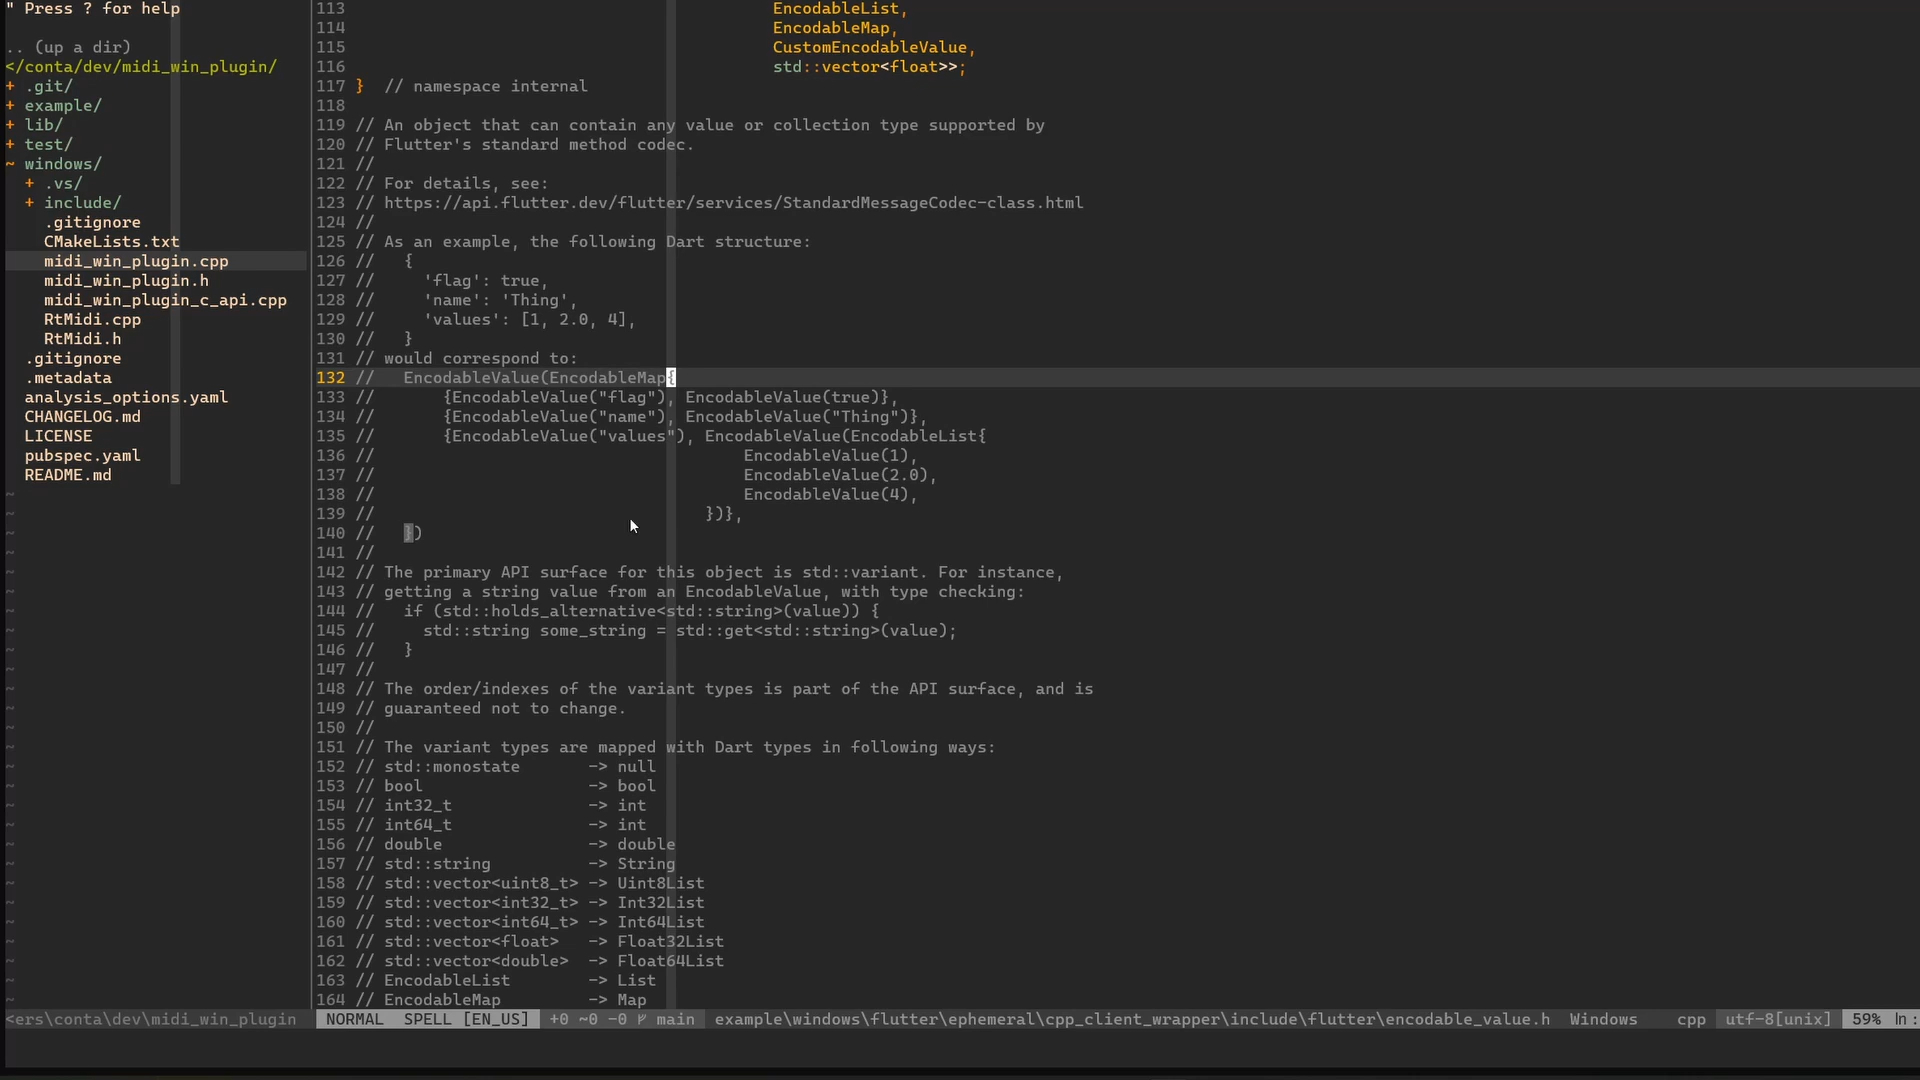 " Press ? for help
.. (up a dir)
</conta/dev/midi_win_plugin/
+ .git/
+ example/
+ lib/
+ test/
~ windows/
+ .vs/
+ include/
.gitignore
CMakeLists.txt
midi_win_plugin.cpp
midi_win_plugin.h
midi_win_plugin_c_api.cpp
RtMidi.cpp
RtMidi.h
.gitignore
.metadata
analysis_options.yaml
CHANGELOG.md
LICENSE
pubspec.yaml
README.md
113 EncodableList,
114 EncodableMap,
115 CustomEncodableValue,
116 std::vector<float>>;
117 }  // namespace internal
118
119 // An object that can contain any value or collection type supported by
120 // Flutter's standard method codec.
121 //
122 // For details, see:
123 // https://api.flutter.dev/flutter/services/StandardMessageCodec-class.html
124 //
125 // As an example, the following Dart structure:
126 //   {
127 //     'flag': true,
128 //     'name': 'Thing',
129 //     'values': [1, 2.0, 4],
130 //   }
131 // would correspond to:
132 //   EncodableValue(EncodableMap{
133 //       {EncodableValue("flag"), EncodableValue(true)},
134 //       {EncodableValue("name"), EncodableValue("Thing")},
135 //       {EncodableValue("values"), EncodableValue(EncodableList{
136 //                                      EncodableValue(1),
137 //                                      EncodableValue(2.0),
138 //                                      EncodableValue(4),
139 //                                  })},
140 //   })
141 //
142 // The primary API surface for this object is std::variant. For instance,
143 // getting a string value from an EncodableValue, with type checking:
144 //   if (std::holds_alternative<std::string>(value)) {
145 //     std::string some_string = std::get<std::string>(value);
146 //   }
147 //
148 // The order/indexes of the variant types is part of the API surface, and is
149 // guaranteed not to change.
150 //
151 // The variant types are mapped with Dart types in following ways:
152 // std::monostate       -> null
153 // bool                 -> bool
154 // int32_t              -> int
155 // int64_t              -> int
156 // double               -> double
157 // std::string          -> String
158 // std::vector<uint8_t> -> Uint8List
159 // std::vector<int32_t> -> Int32List
160 // std::vector<int64_t> -> Int64List
161 // std::vector<float>   -> Float32List
162 // std::vector<double>  -> Float64List
163 // EncodableList        -> List
164 // EncodableMap         -> Map
<ers\conta\dev\midi_win_plugin NORMAL SPELL [EN_US] +0 ~0 -0 main example\windows\flutter\ephemeral\cpp_client_wrapper\include\flutter\encodable_value.h Windows cpp utf-8[unix] 59% ln :